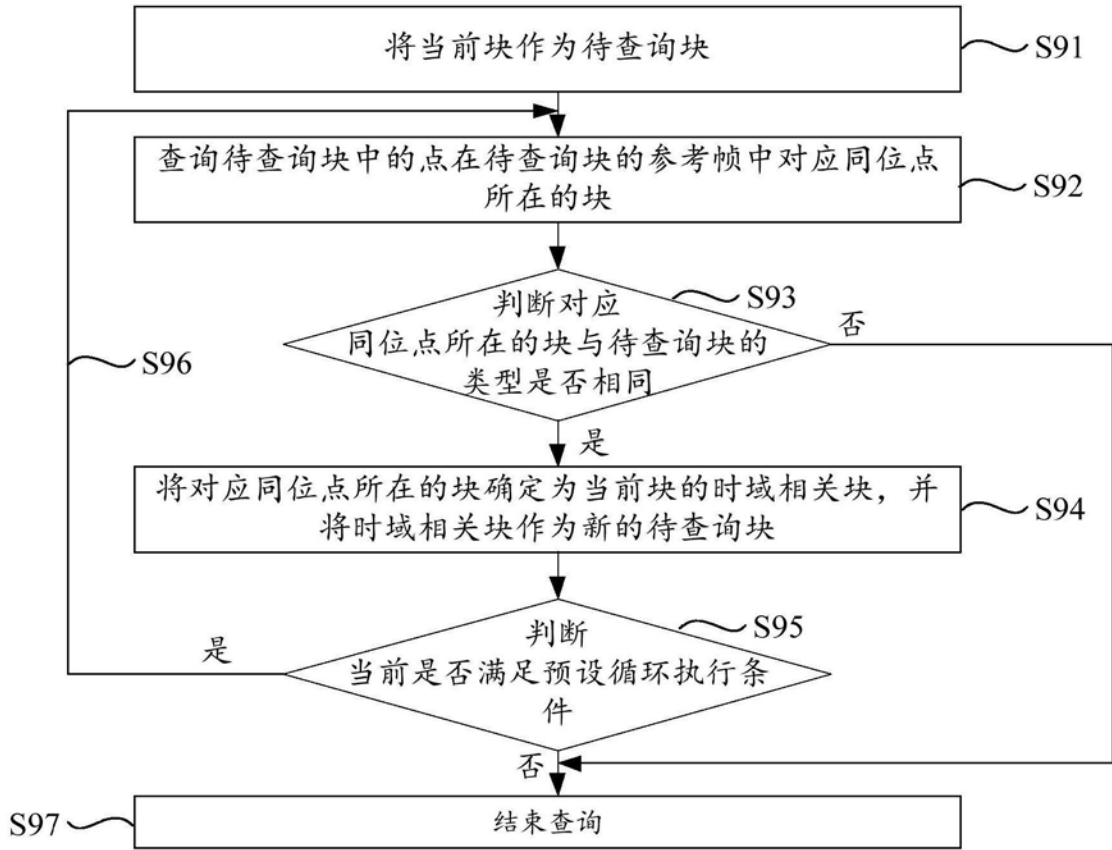 将当前块作为待查询块
S91
查询待查询块中的点在待查询块的参考帧中对应同位点
所在的块
S92
判断对应
同位点所在的块与待查询块的
类型是否相同
S93
否
S96
是
将对应同位点所在的块确定为当前块的时域相关块，并
将时域相关块作为新的待查询块
S94
判断
当前是否满足预设循环执行条
件
S95
是
否
结束查询
S97